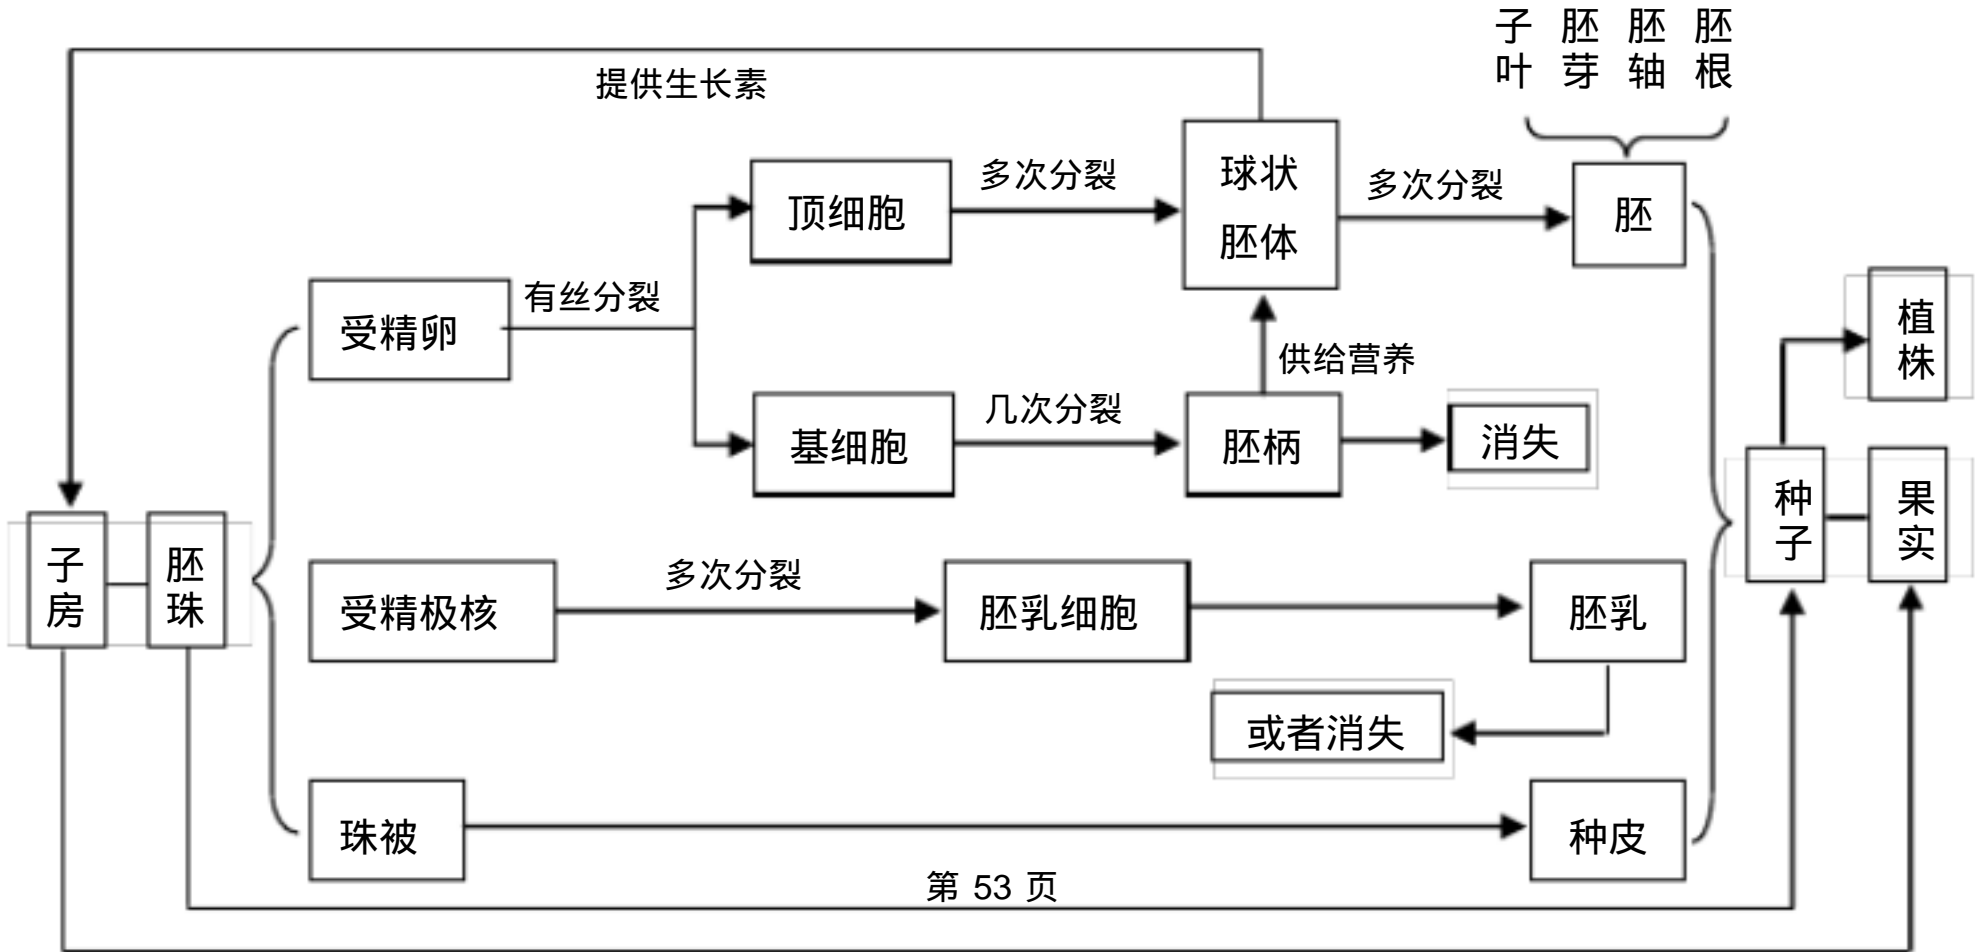 子叶 胚芽 胚轴 胚根
提供生长素
顶细胞
多次分裂
球状
胚体
多次分裂
胚
受精卵
有丝分裂
供给营养
植株
基细胞
几次分裂
胚柄
消失
子房
胚珠
种子
果实
受精极核
多次分裂
胚乳细胞
胚乳
或者消失
珠被
种皮
第 53 页